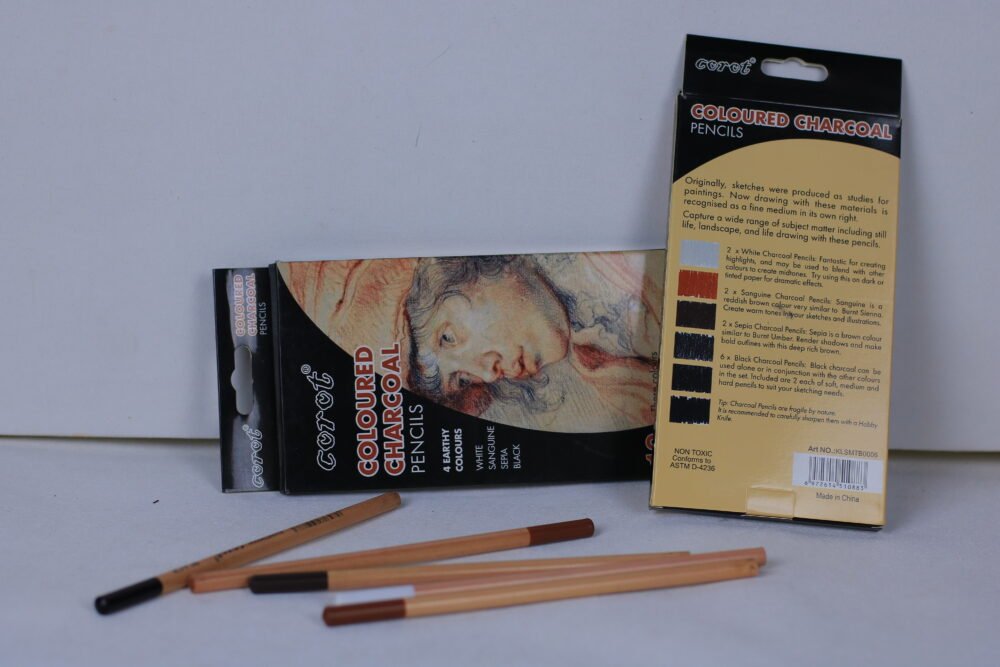 corot®
COLOURED CHARCOAL
PENCILS
Originally, sketches were produced as studies for
paintings. Now drawing with these materials is
recognised as a fine medium in its own right.
Capture a wide range of subject matter including still
life, landscape, and life drawing with these pencils.
2 x White Charcoal Pencils: Fantastic for creating
highlights, and may be used to blend with other
colours to create midtones. Try using this on dark or
tinted paper for dramatic effects.
2 x Sanguine Charcoal Pencils: Sanguine is a
reddish brown colour very similar to Burnt Sienna.
Create warm tones in your sketches and illustrations.
2 x Sepia Charcoal Pencils: Sepia is a brown colour
similar to Burnt Umber. Render shadows and make
bold outlines with this deep rich brown.
6 x Black Charcoal Pencils: Black charcoal can be
used alone or in conjunction with the other colours
in the set. Included are 2 each of soft, medium and
hard pencils to suit your sketching needs.
Tip: Charcoal Pencils are fragile by nature.
It is recommended to carefully sharpen them with a Hobby
Knife.
NON TOXIC
Conforms to
ASTM D-4236
Art NO.:KLSMTB0006
Made in China
COLOURED
CHARCOAL
PENCILS
corot
corot®
COLOURED
CHARCOAL
PENCILS
4 EARTHY
COLOURS
WHITE
SANGUINE
SEPIA
BLACK